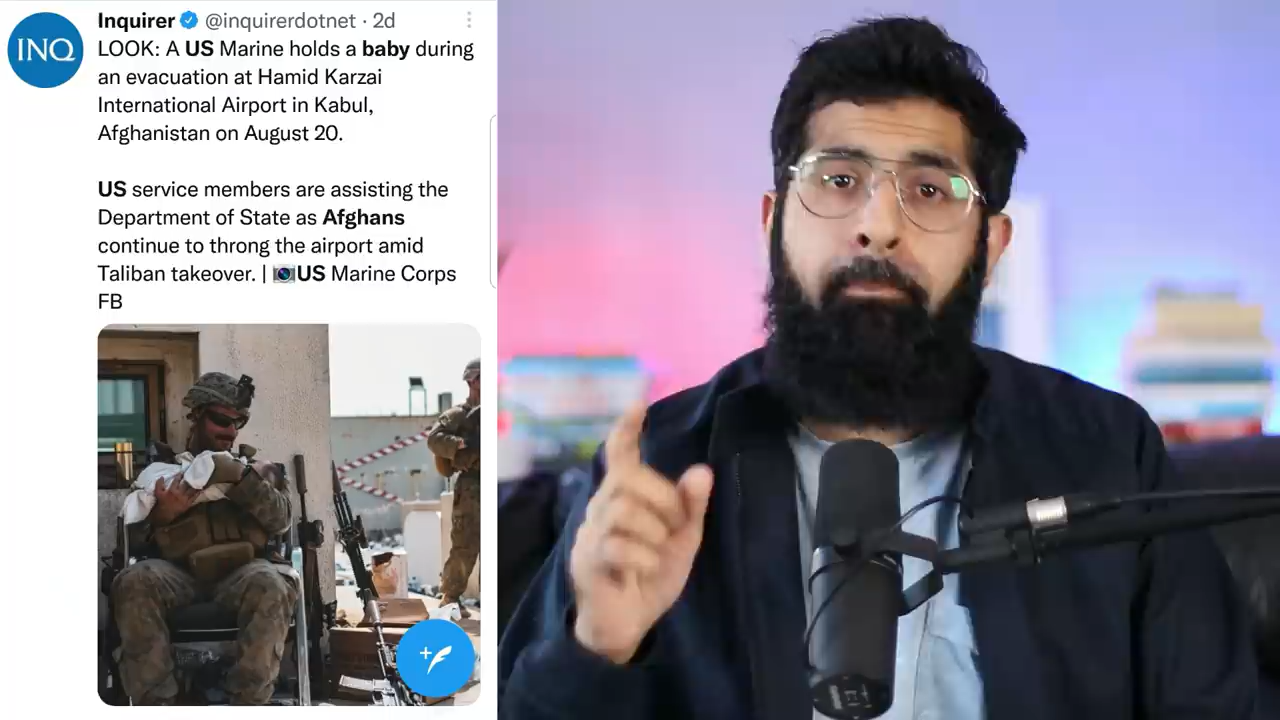 Inquirer @inquirerdotnet · 2d
INQ
LOOK: A US Marine holds a baby during
an evacuation at Hamid Karzai
International Airport in Kabul,
Afghanistan on August 20.
US service members are assisting the
Department of State as Afghans
continue to throng the airport amid
Taliban takeover. | 📷US Marine Corps
FB